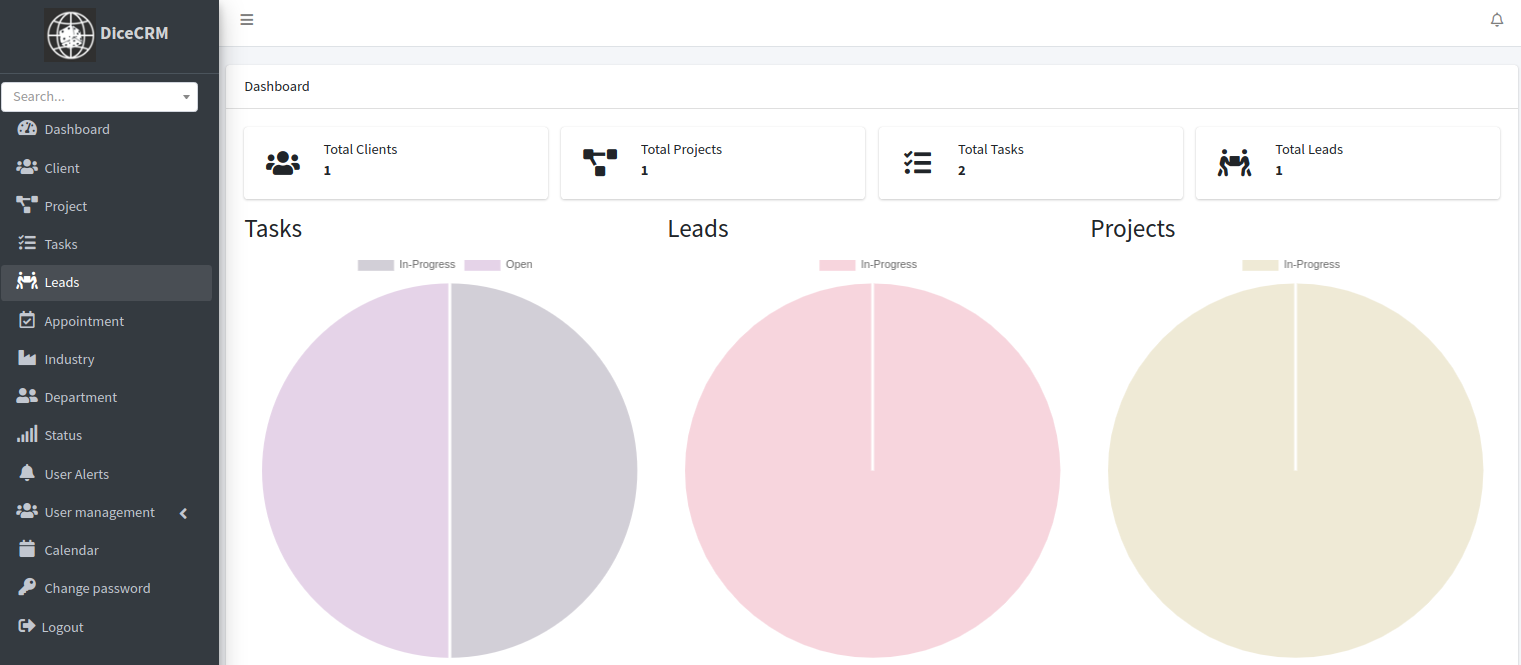 DiceCRM
Search...
Dashboard
Client
Project
Tasks
Leads
Appointment
Industry
Department
Status
User Alerts
User management
Calendar
Change password
Logout
Dashboard
Total Clients
1
Total Projects
1
Total Tasks
2
Total Leads
1
Tasks
In-Progress Open
Leads
In-Progress
Projects
In-Progress